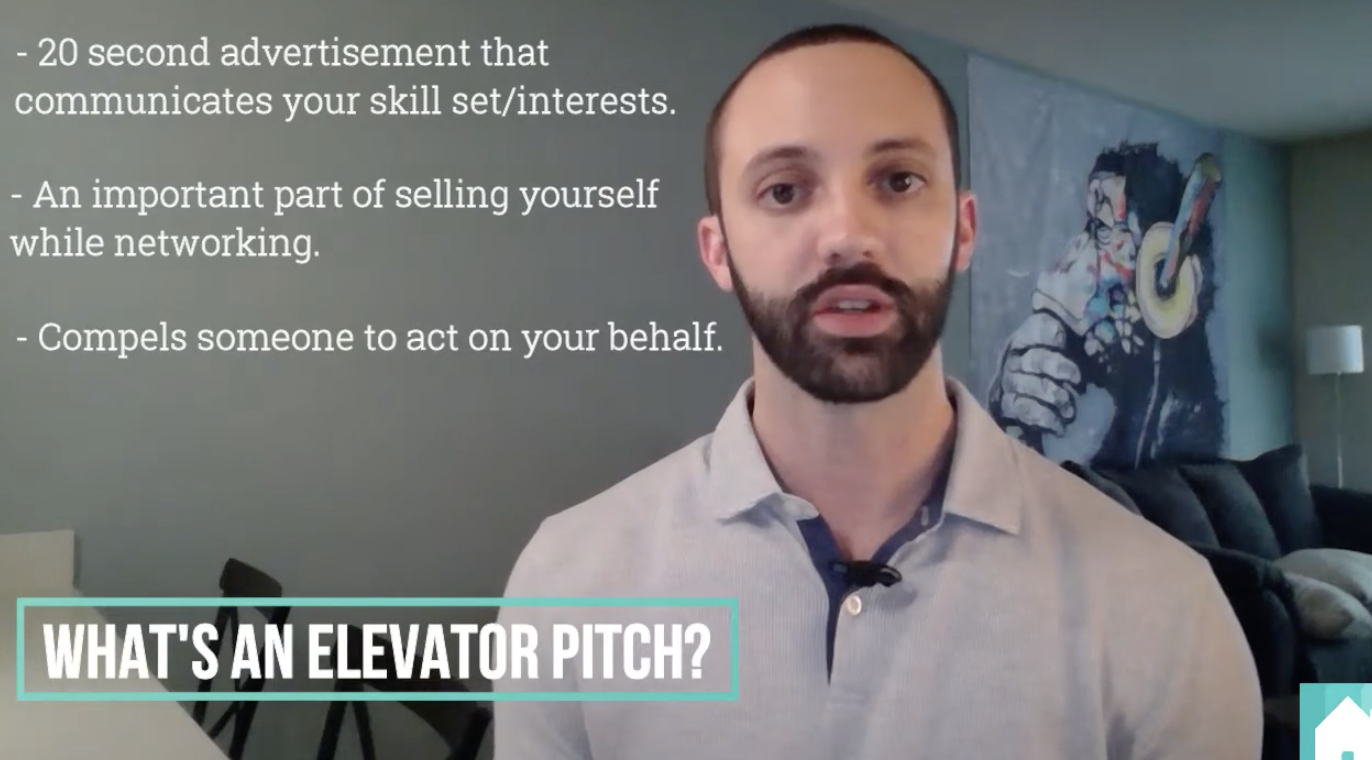 - 20 second advertisement that
communicates your skill set/interests.
- An important part of selling yourself
while networking.
- Compels someone to act on your behalf.
WHAT'S AN ELEVATOR PITCH?